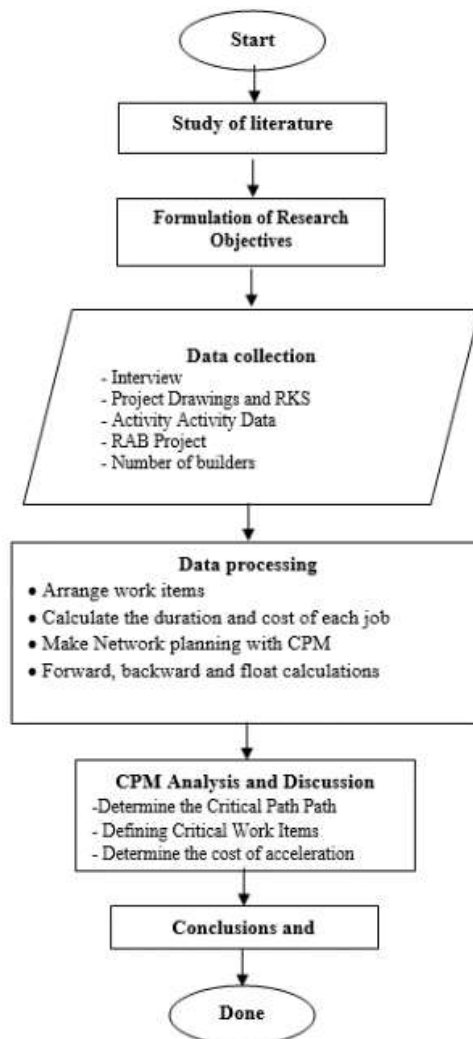 Start
Study of literature
Formulation of Research
Objectives
Data collection
- Interview
- Project Drawings and RKS
- Activity Activity Data
- RAB Project
- Number of builders
Data processing
• Arrange work items
• Calculate the duration and cost of each job
• Make Network planning with CPM
• Forward, backward and float calculations
CPM Analysis and Discussion
-Determine the Critical Path Path
- Defining Critical Work Items
- Determine the cost of acceleration
Conclusions and
Done